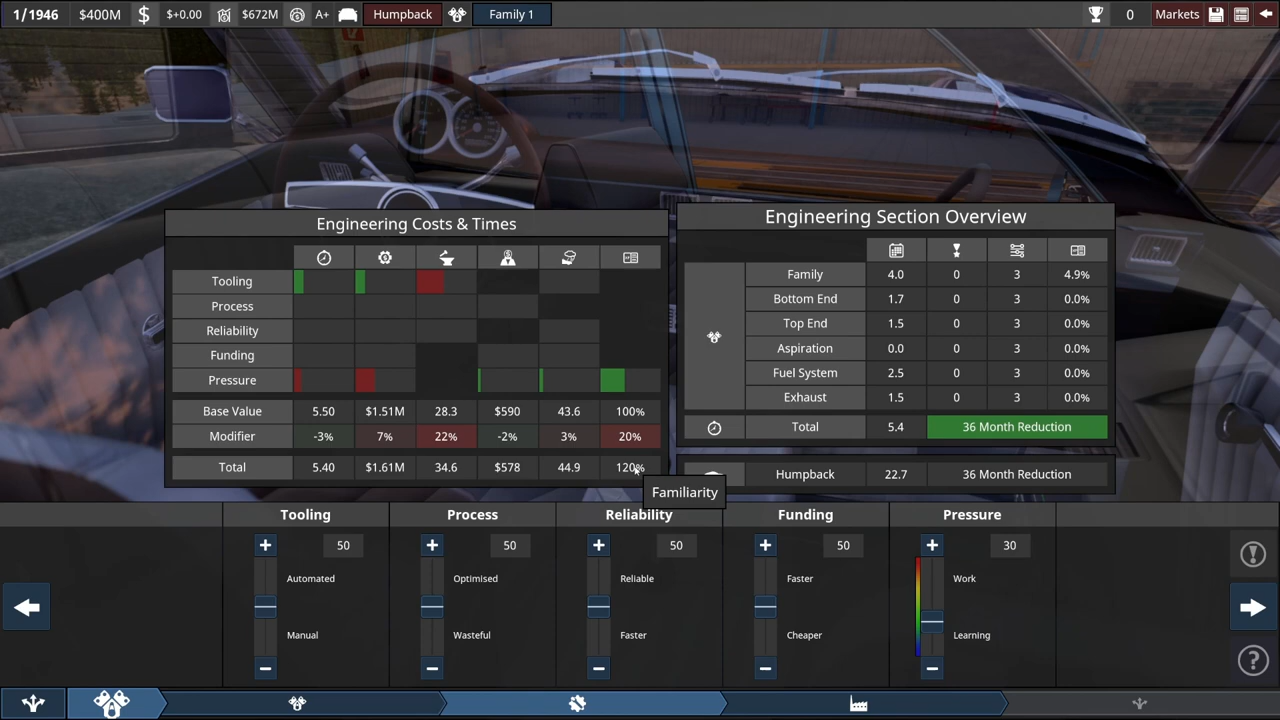 1/1946 $400M $+0.00 $672M A+ Humpback Family 1 0 Markets
Engineering Costs & Times
Tooling
Process
Reliability
Funding
Pressure
Base Value 5.50 $1.51M 28.3 $590 43.6 100%
Modifier -3% 7% 22% -2% 3% 20%
Total 5.40 $1.61M 34.6 $578 44.9 120%
Familiarity
Engineering Section Overview
Family 4.0 0 3 4.9%
Bottom End 1.7 0 3 0.0%
Top End 1.5 0 3 0.0%
Aspiration 0.0 0 3 0.0%
Fuel System 2.5 0 3 0.0%
Exhaust 1.5 0 3 0.0%
Total 5.4 36 Month Reduction
Humpback 22.7 36 Month Reduction
Tooling Process Reliability Funding Pressure
50 50 50 50 30
Automated Optimised Reliable Faster Work
Manual Wasteful Faster Cheaper Learning